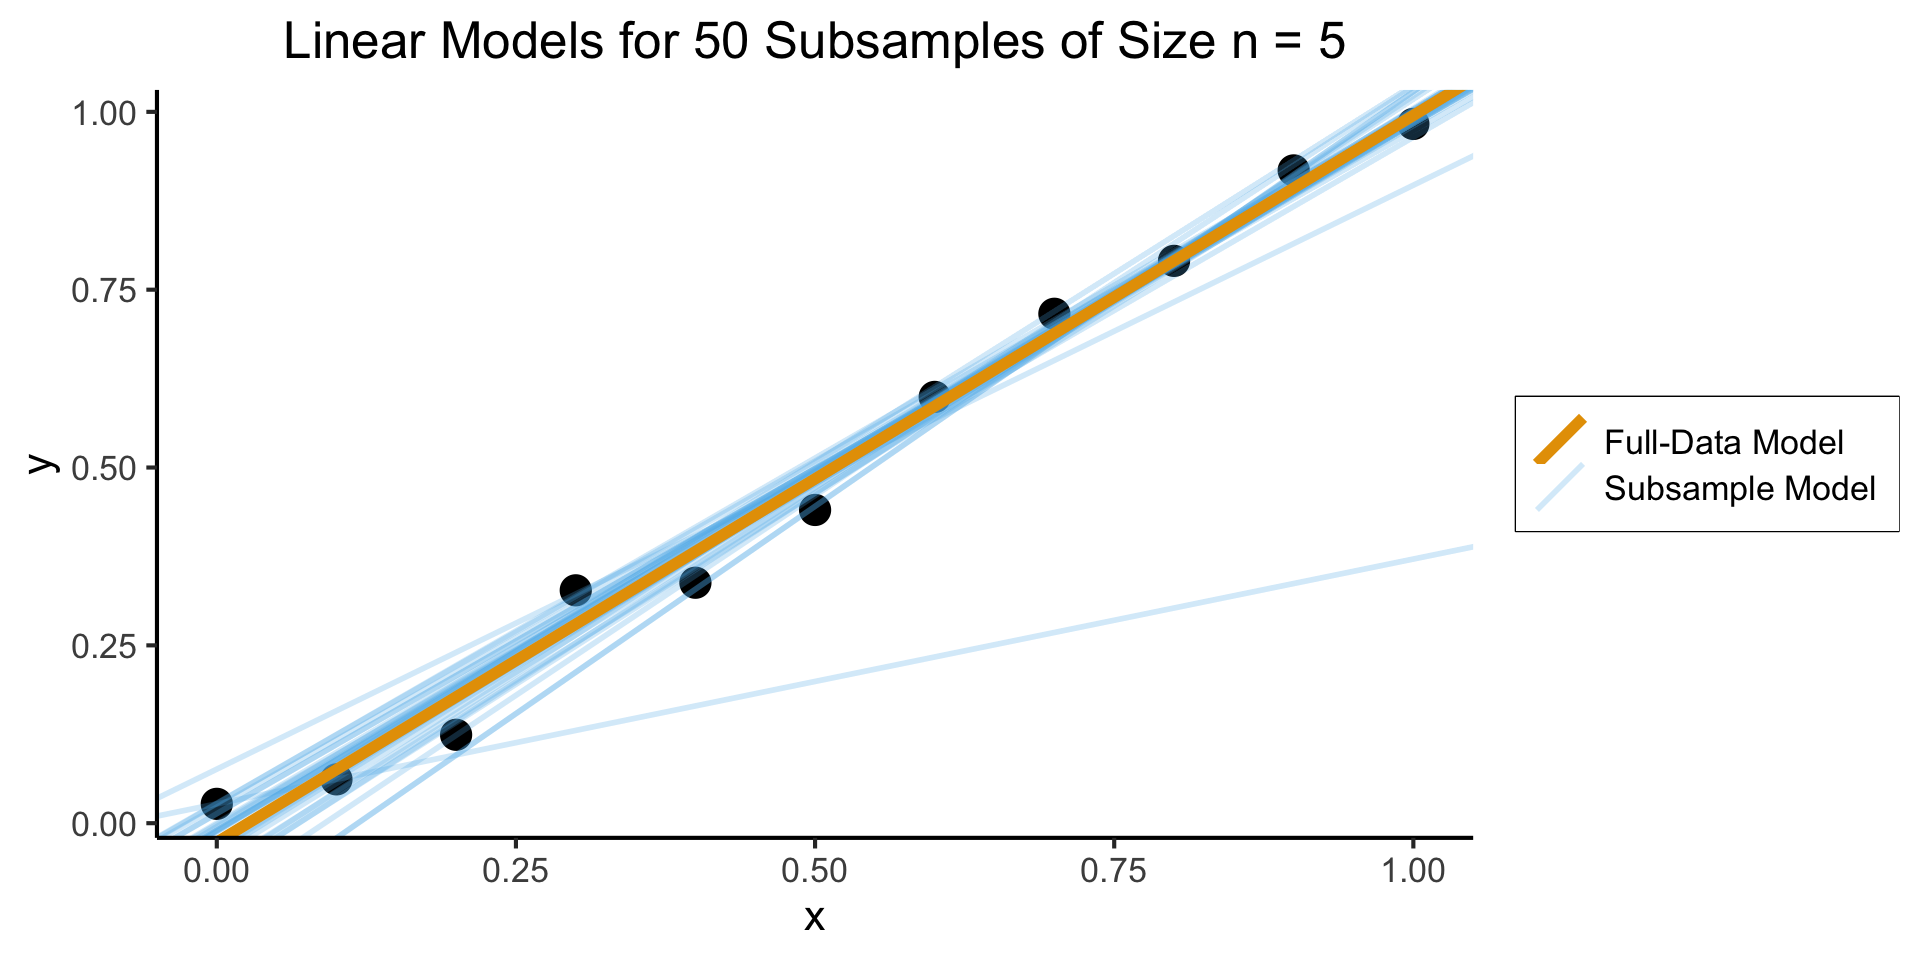 Linear Models for 50 Subsamples of Size n = 5
1.00
0.75
0.50
0.25
0.00
y
0.00 0.25 0.50 0.75 1.00
x
Full-Data Model
Subsample Model